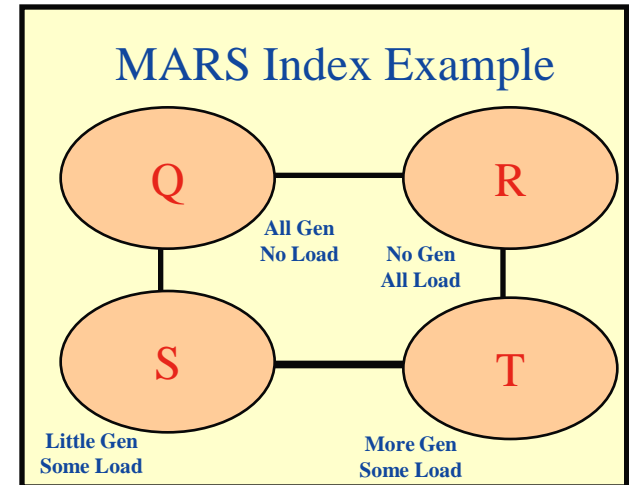 MARS Index Example
Q
R
All Gen
No Load
No Gen
All Load
S
T
Little Gen
Some Load
More Gen
Some Load